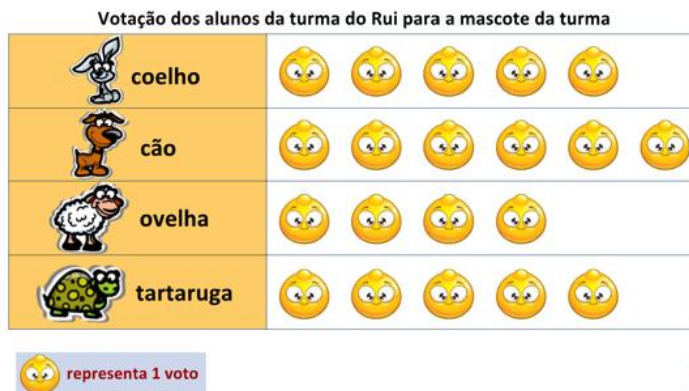 Votação dos alunos da turma do Rui para a mascote da turma
coelho
cão
ovelha
tartaruga
representa 1 voto